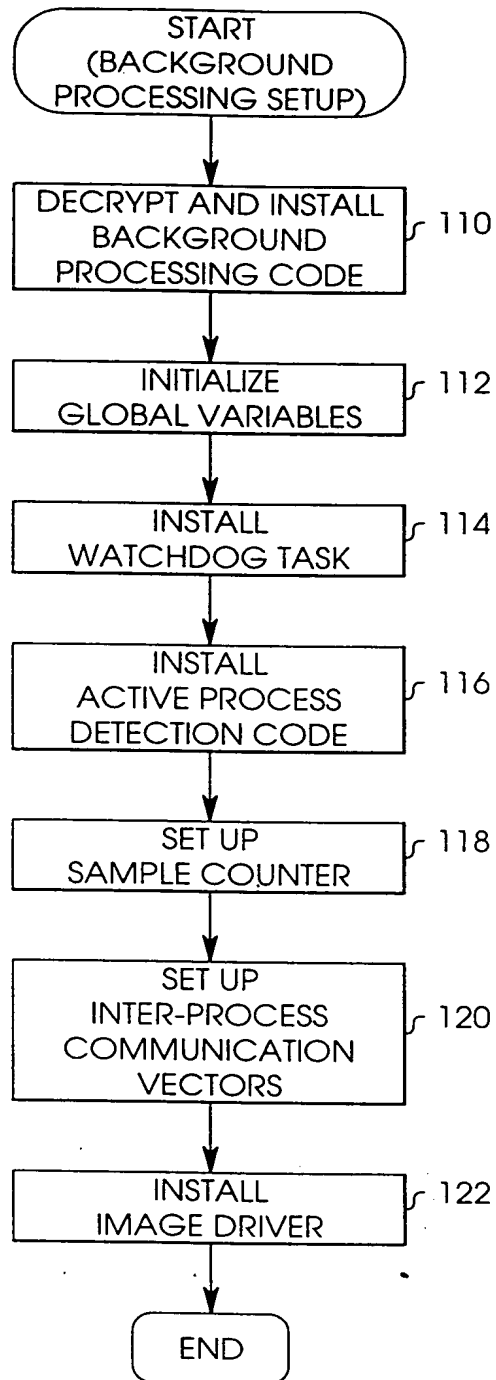 START
(BACKGROUND
PROCESSING SETUP)
DECRYPT AND INSTALL
BACKGROUND
PROCESSING CODE
110
INITIALIZE
GLOBAL VARIABLES
112
INSTALL
WATCHDOG TASK
114
INSTALL
ACTIVE PROCESS
DETECTION CODE
116
SET UP
SAMPLE COUNTER
118
SET UP
INTER-PROCESS
COMMUNICATION
VECTORS
120
INSTALL
IMAGE DRIVER
122
END